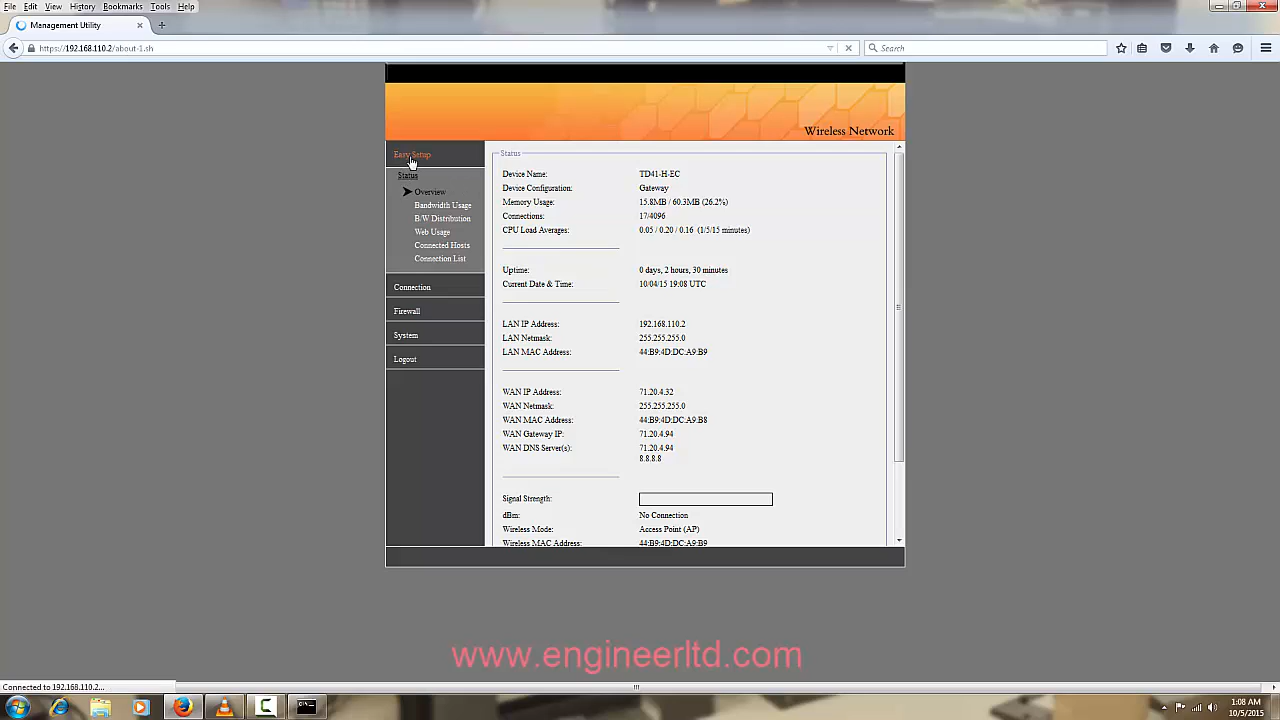 File Edit View History Bookmarks Tools Help
Management Utility
https://192.168.110.2/about-1.sh
Search
Wireless Network
Easy Setup
Status
Overview
Bandwidth Usage
B/W Distribution
Web Usage
Connected Hosts
Connection List
Connection
Firewall
System
Logout
Status
Device Name: TD41-H-EC
Device Configuration: Gateway
Memory Usage: 15.8MB / 60.3MB (26.2%)
Connections: 17/4096
CPU Load Averages: 0.05 / 0.20 / 0.16 (1/5/15 minutes)
Uptime: 0 days, 2 hours, 30 minutes
Current Date & Time: 10/04/15 19:08 UTC
LAN IP Address: 192.168.110.2
LAN Netmask: 255.255.255.0
LAN MAC Address: 44:B9:4D:DC:A9:B9
WAN IP Address: 71.20.4.32
WAN Netmask: 255.255.255.0
WAN MAC Address: 44:B9:4D:DC:A9:B8
WAN Gateway IP: 71.20.4.94
WAN DNS Server(s): 71.20.4.94
8.8.8.8
Signal Strength:
dBm: No Connection
Wireless Mode: Access Point (AP)
Wireless MAC Address: 44:B9:4D:DC:A9:B9
www.engineerltd.com
Connected to 192.168.110.2...
1:08 AM
10/5/2015